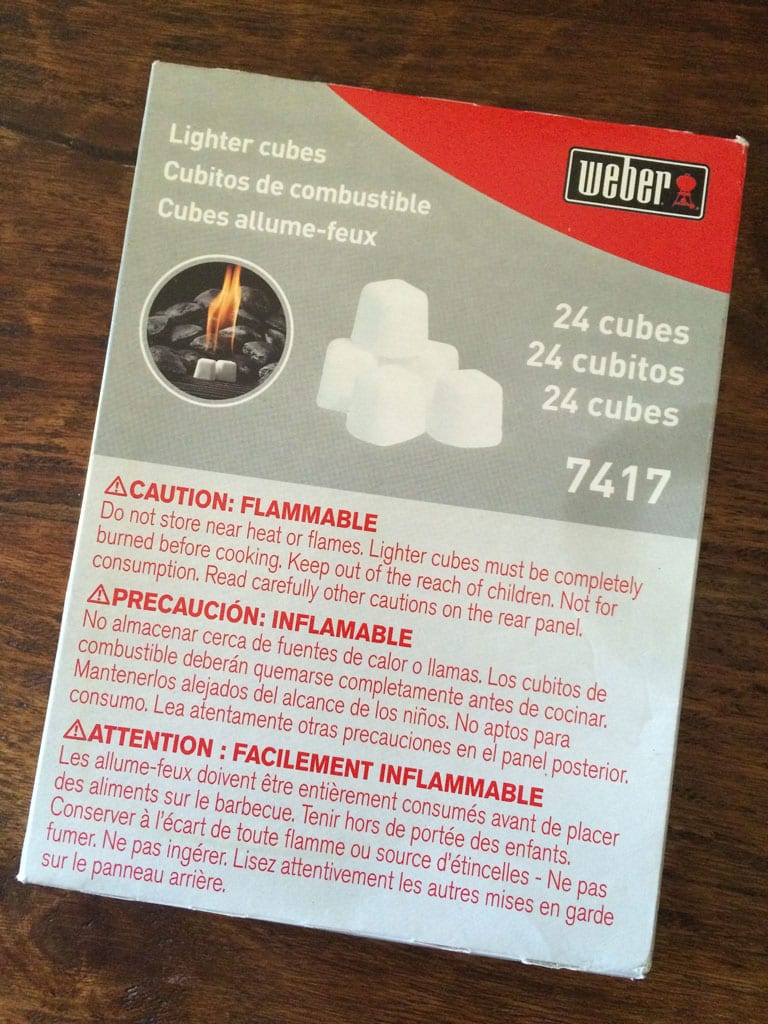 Lighter cubes
Cubitos de combustible
Cubes allume-feux
weber
24 cubes
24 cubitos
24 cubes
7417
⚠CAUTION: FLAMMABLE
Do not store near heat or flames. Lighter cubes must be completely
burned before cooking. Keep out of the reach of children. Not for
consumption. Read carefully other cautions on the rear panel.
⚠PRECAUCIÓN: INFLAMABLE
No almacenar cerca de fuentes de calor o llamas. Los cubitos de
combustible deberán quemarse completamente antes de cocinar.
Mantenerlos alejados del alcance de los niños. No aptos para
consumo. Lea atentamente otras precauciones en el panel posterior.
⚠ATTENTION : FACILEMENT INFLAMMABLE
Les allume-feux doivent être entièrement consumés avant de placer
des aliments sur le barbecue. Tenir hors de portée des enfants.
Conserver à l'écart de toute flamme ou source d'étincelles - Ne pas
fumer. Ne pas ingérer. Lisez attentivement les autres mises en garde
sur le panneau arrière.